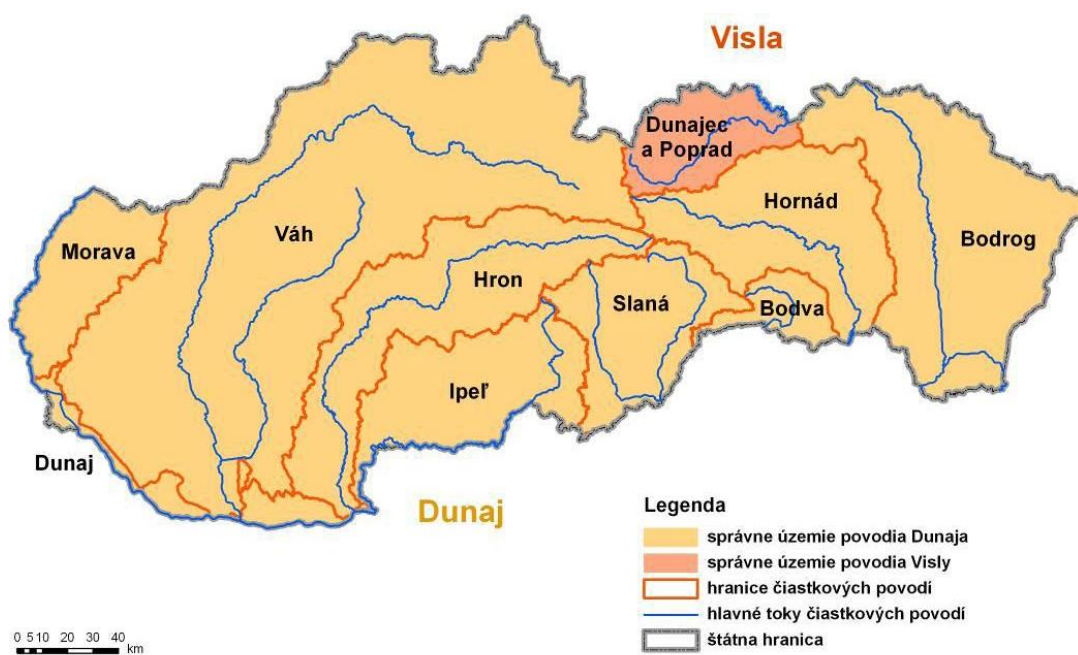 Visla
Dunajec
a Poprad
Hornád
Bodrog
Morava
Váh
Hron
Slaná
Bodva
Ipeľ
Dunaj
Dunaj
Legenda
správne územie povodia Dunaja
správne územie povodia Visly
hranice čiastkových povodí
hlavné toky čiastkových povodí
štátna hranica
0 5 10 20 30 40
km